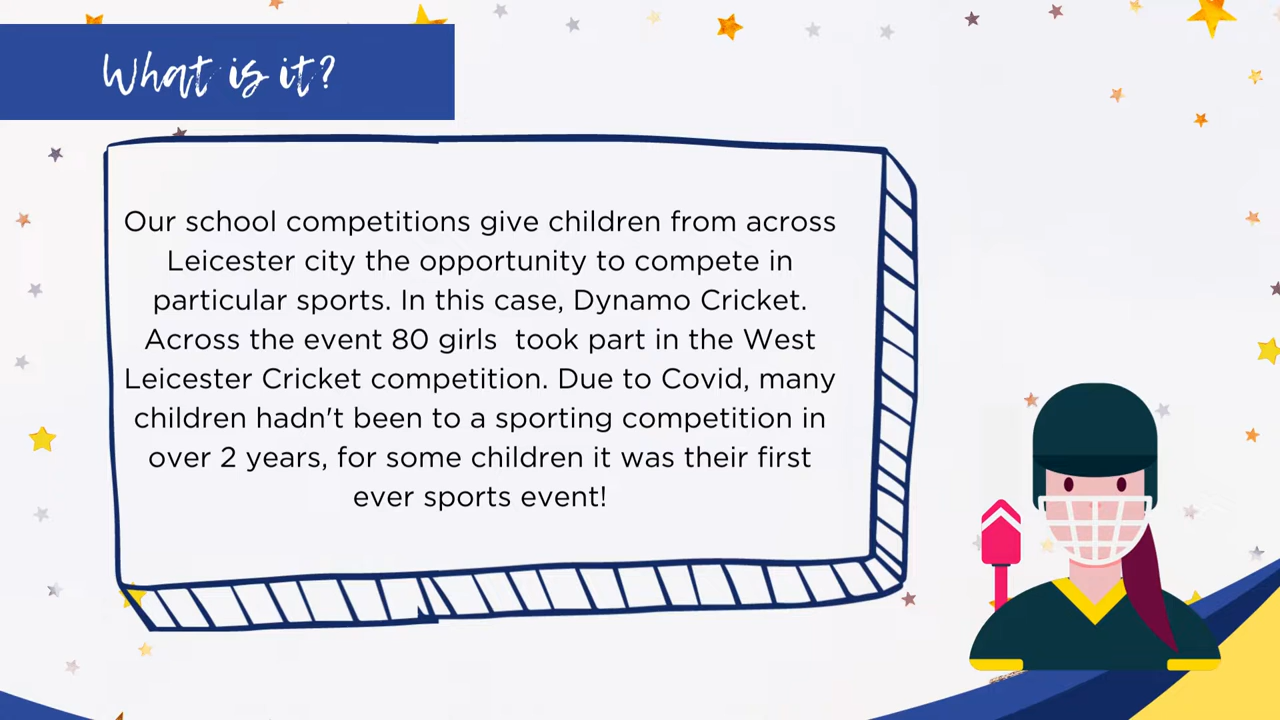 What is it?
Our school competitions give children from across
Leicester city the opportunity to compete in
particular sports. In this case, Dynamo Cricket.
Across the event 80 girls  took part in the West
Leicester Cricket competition. Due to Covid, many
children hadn't been to a sporting competition in
over 2 years, for some children it was their first
ever sports event!